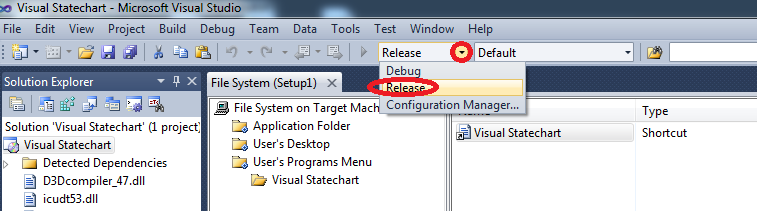 Visual Statechart - Microsoft Visual Studio
File Edit View Project Build Debug Team Data Tools Test Window Help
Release Default
Debug
Release
Configuration Manager...
Solution Explorer
Solution 'Visual Statechart' (1 project)
Visual Statechart
Detected Dependencies
D3Dcompiler_47.dll
icudt53.dll
File System (Setup1)
File System on Target Machi
Application Folder
User's Desktop
User's Programs Menu
Visual Statechart
Name Type
Visual Statechart Shortcut